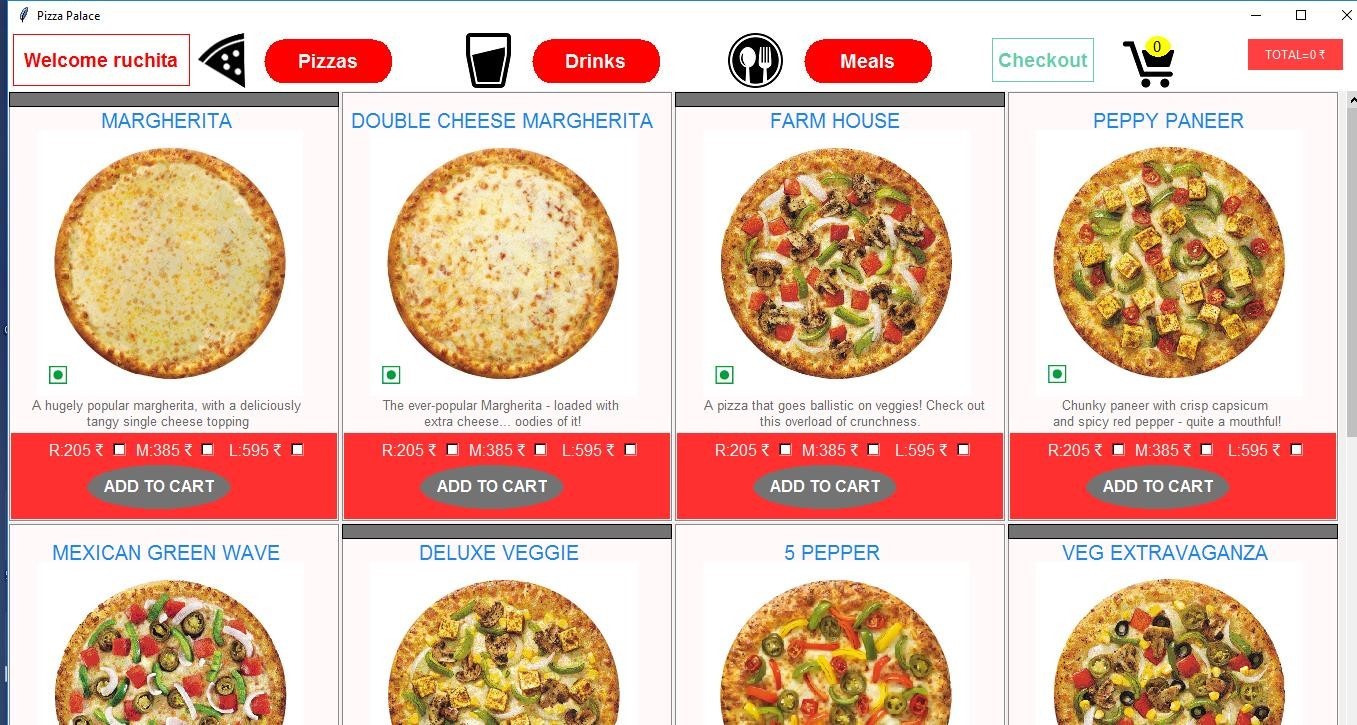 Pizza Palace
Welcome ruchita
Pizzas
Drinks
Meals
Checkout
0
TOTAL=0 ₹
MARGHERITA
DOUBLE CHEESE MARGHERITA
FARM HOUSE
PEPPY PANEER
A hugely popular margherita, with a deliciously
tangy single cheese topping
The ever-popular Margherita - loaded with
extra cheese... oodies of it!
A pizza that goes ballistic on veggies! Check out
this overload of crunchness.
Chunky paneer with crisp capsicum
and spicy red pepper - quite a mouthful!
R:205 ₹ M:385 ₹ L:595 ₹
R:205 ₹ M:385 ₹ L:595 ₹
R:205 ₹ M:385 ₹ L:595 ₹
R:205 ₹ M:385 ₹ L:595 ₹
ADD TO CART
ADD TO CART
ADD TO CART
ADD TO CART
MEXICAN GREEN WAVE
DELUXE VEGGIE
5 PEPPER
VEG EXTRAVAGANZA